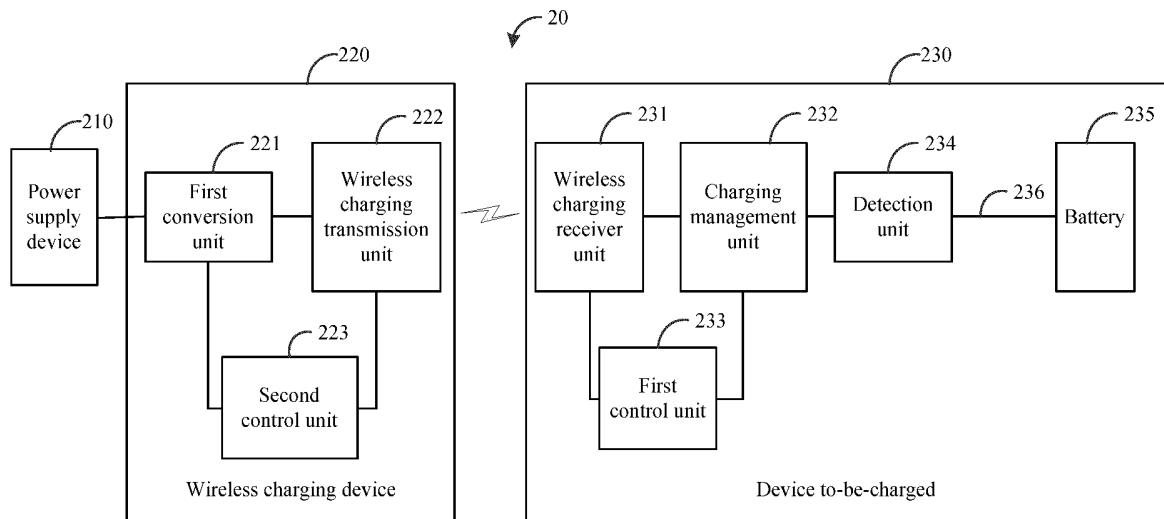 20
220
230
210
221
222
231
232
234
235
Power
supply
device
First
conversion
unit
Wireless
charging
transmission
unit
Wireless
charging
receiver
unit
Charging
management
unit
Detection
unit
236
Battery
223
Second
control unit
233
First
control unit
Wireless charging device
Device to-be-charged